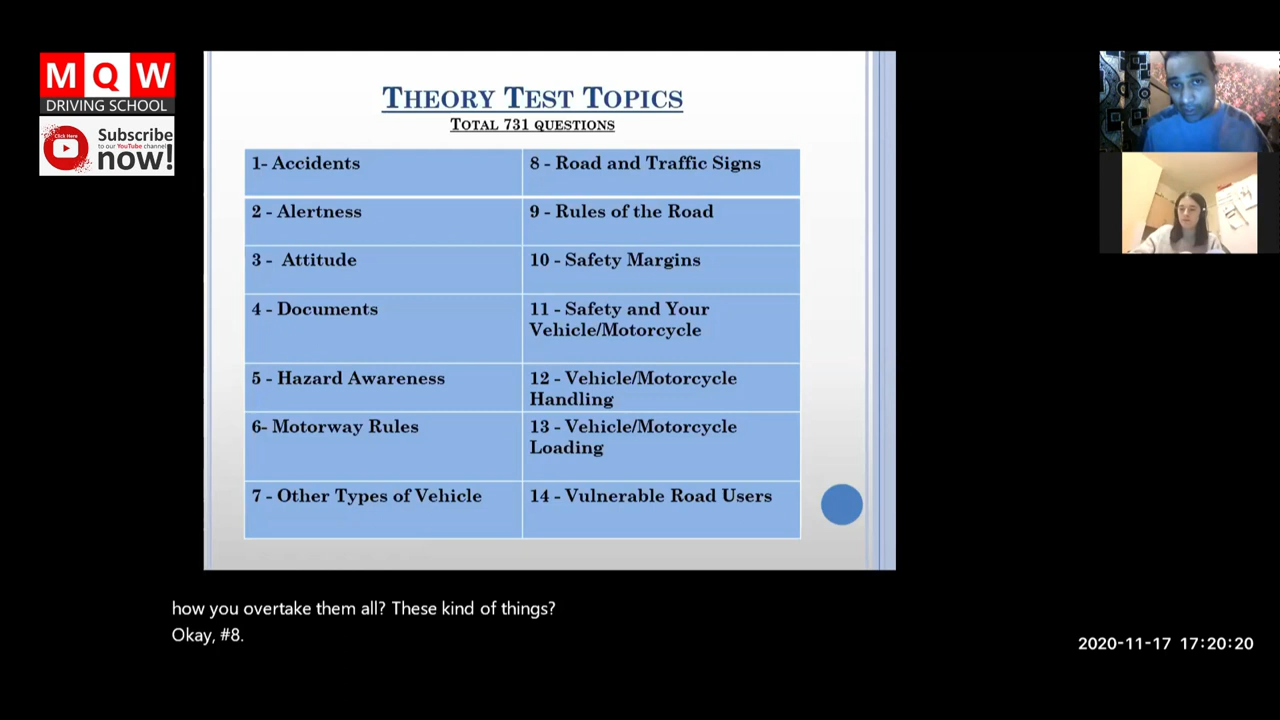 M Q W
DRIVING SCHOOL
Click Here
Subscribe
to our YouTube channel
now!
THEORY TEST TOPICS
TOTAL 731 QUESTIONS
1- Accidents
8 - Road and Traffic Signs
2 - Alertness
9 - Rules of the Road
3 - Attitude
10 - Safety Margins
4 - Documents
11 - Safety and Your
Vehicle/Motorcycle
5 - Hazard Awareness
12 - Vehicle/Motorcycle
Handling
6- Motorway Rules
13 - Vehicle/Motorcycle
Loading
7 - Other Types of Vehicle
14 - Vulnerable Road Users
how you overtake them all? These kind of things?
Okay, #8.
2020-11-17 17:20:20